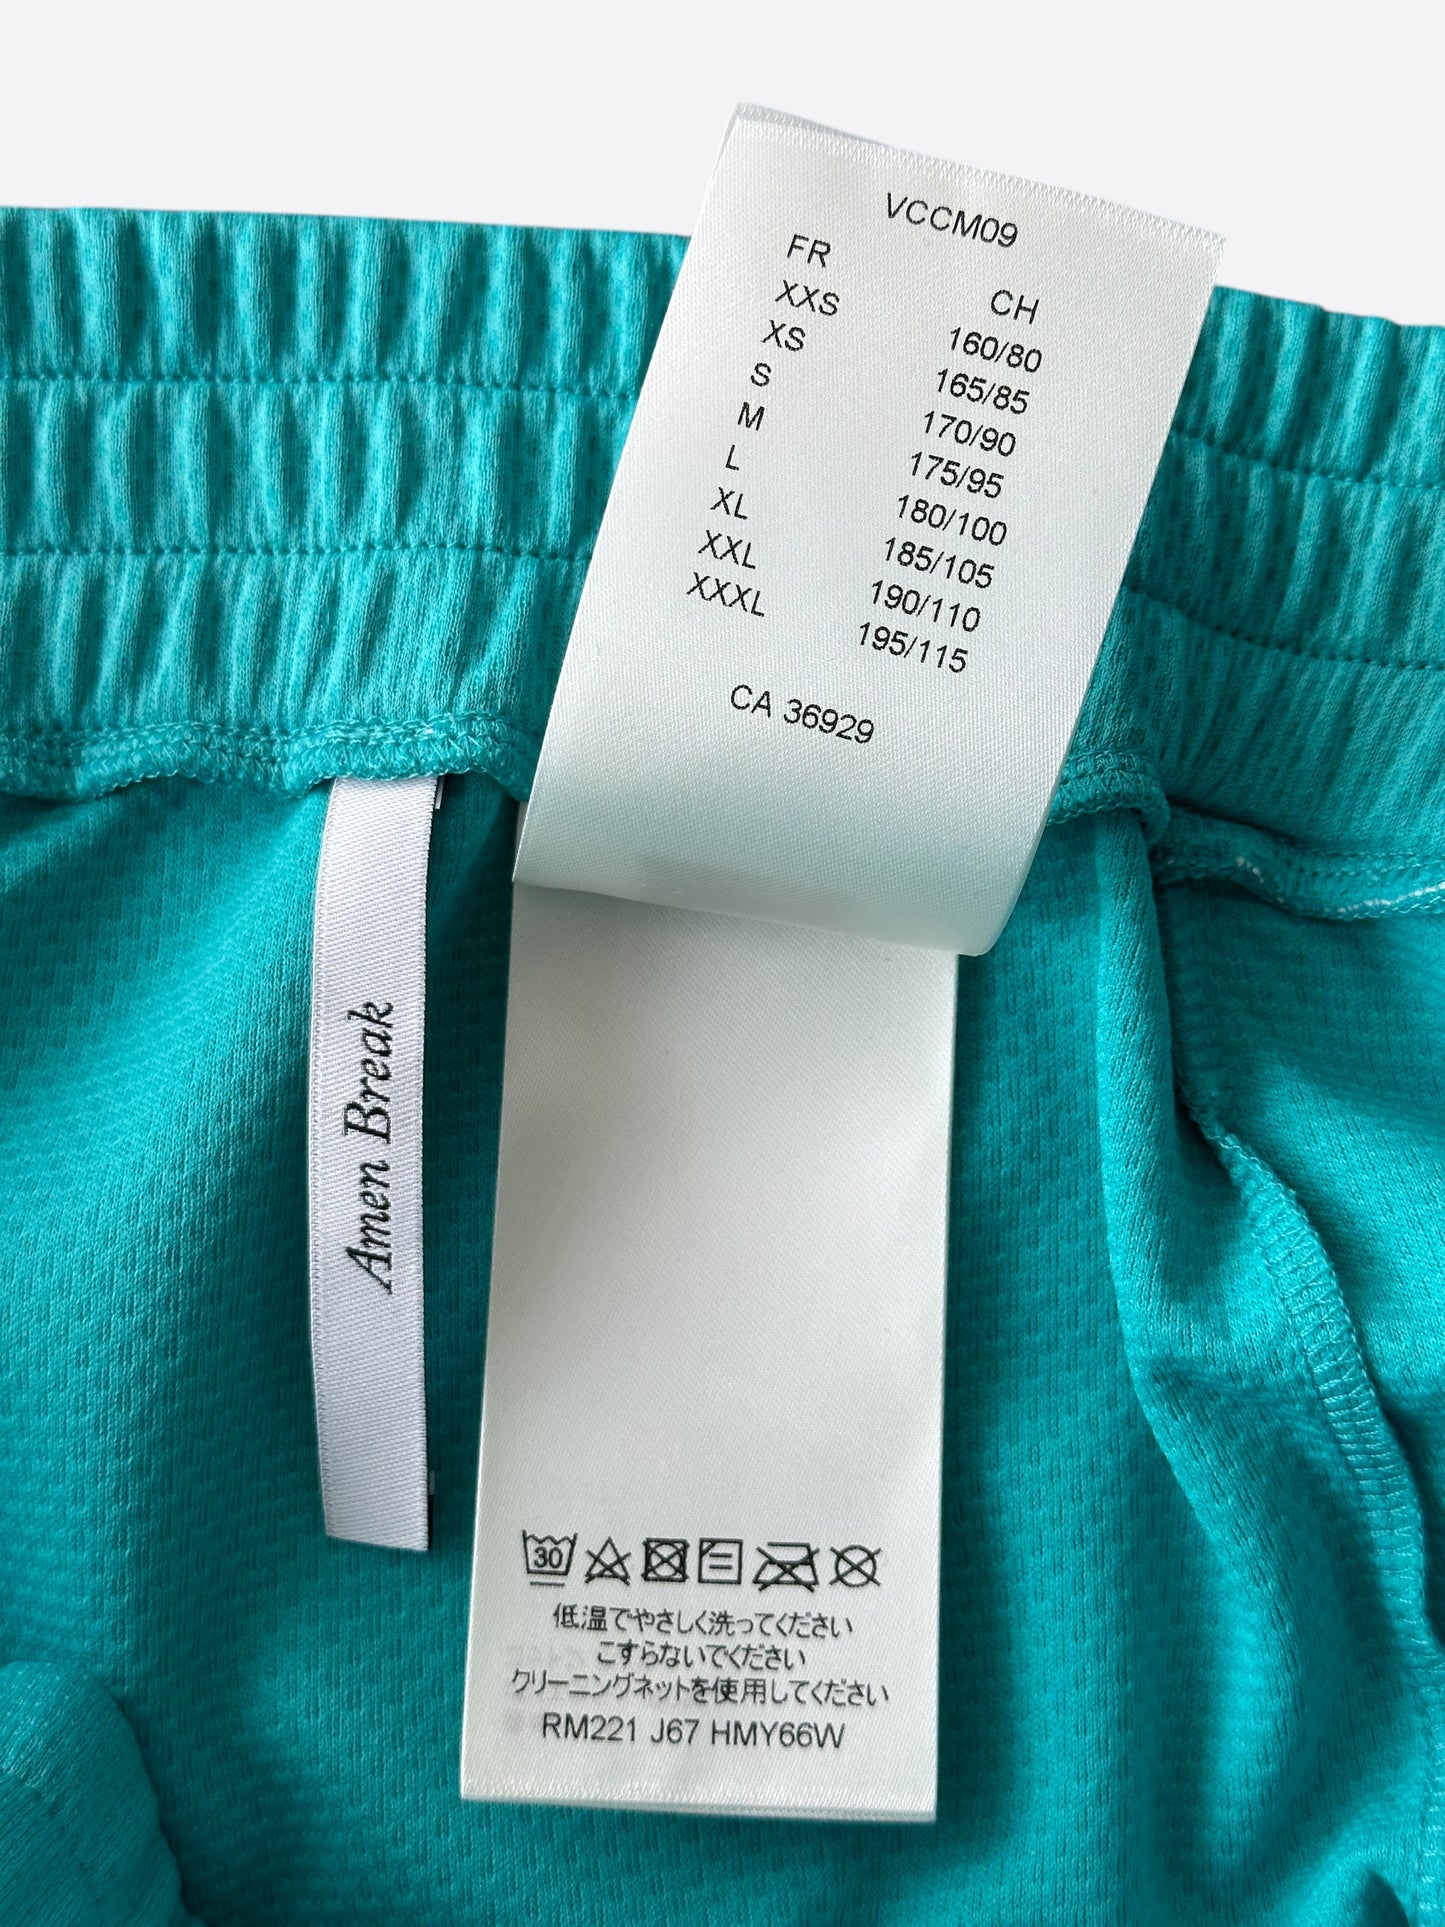 VCCM09
FR CH
XXS 160/80
XS 165/85
S 170/90
M 175/95
L 180/100
XL 185/105
XXL 190/110
XXXL 195/115
CA 36929
Amen Break
30
低温でやさしく洗ってください
こすらないでください
クリーニングネットを使用してください
RM221 J67 HMY66W